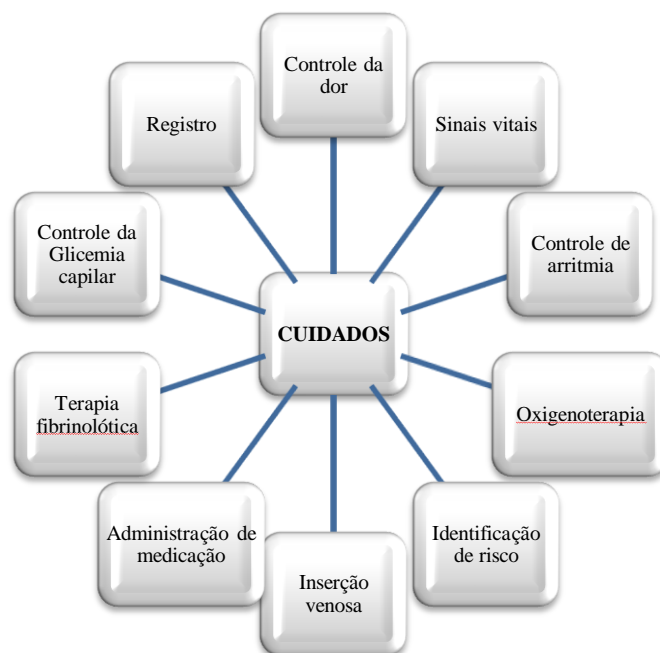 Controle da
dor
Sinais vitais
Controle de
arritmia
Oxigenoterapia
Identificação
de risco
Inserção
venosa
Administração de
medicação
Terapia
fibrinolótica
Controle da
Glicemia
capilar
Registro
CUIDADOS